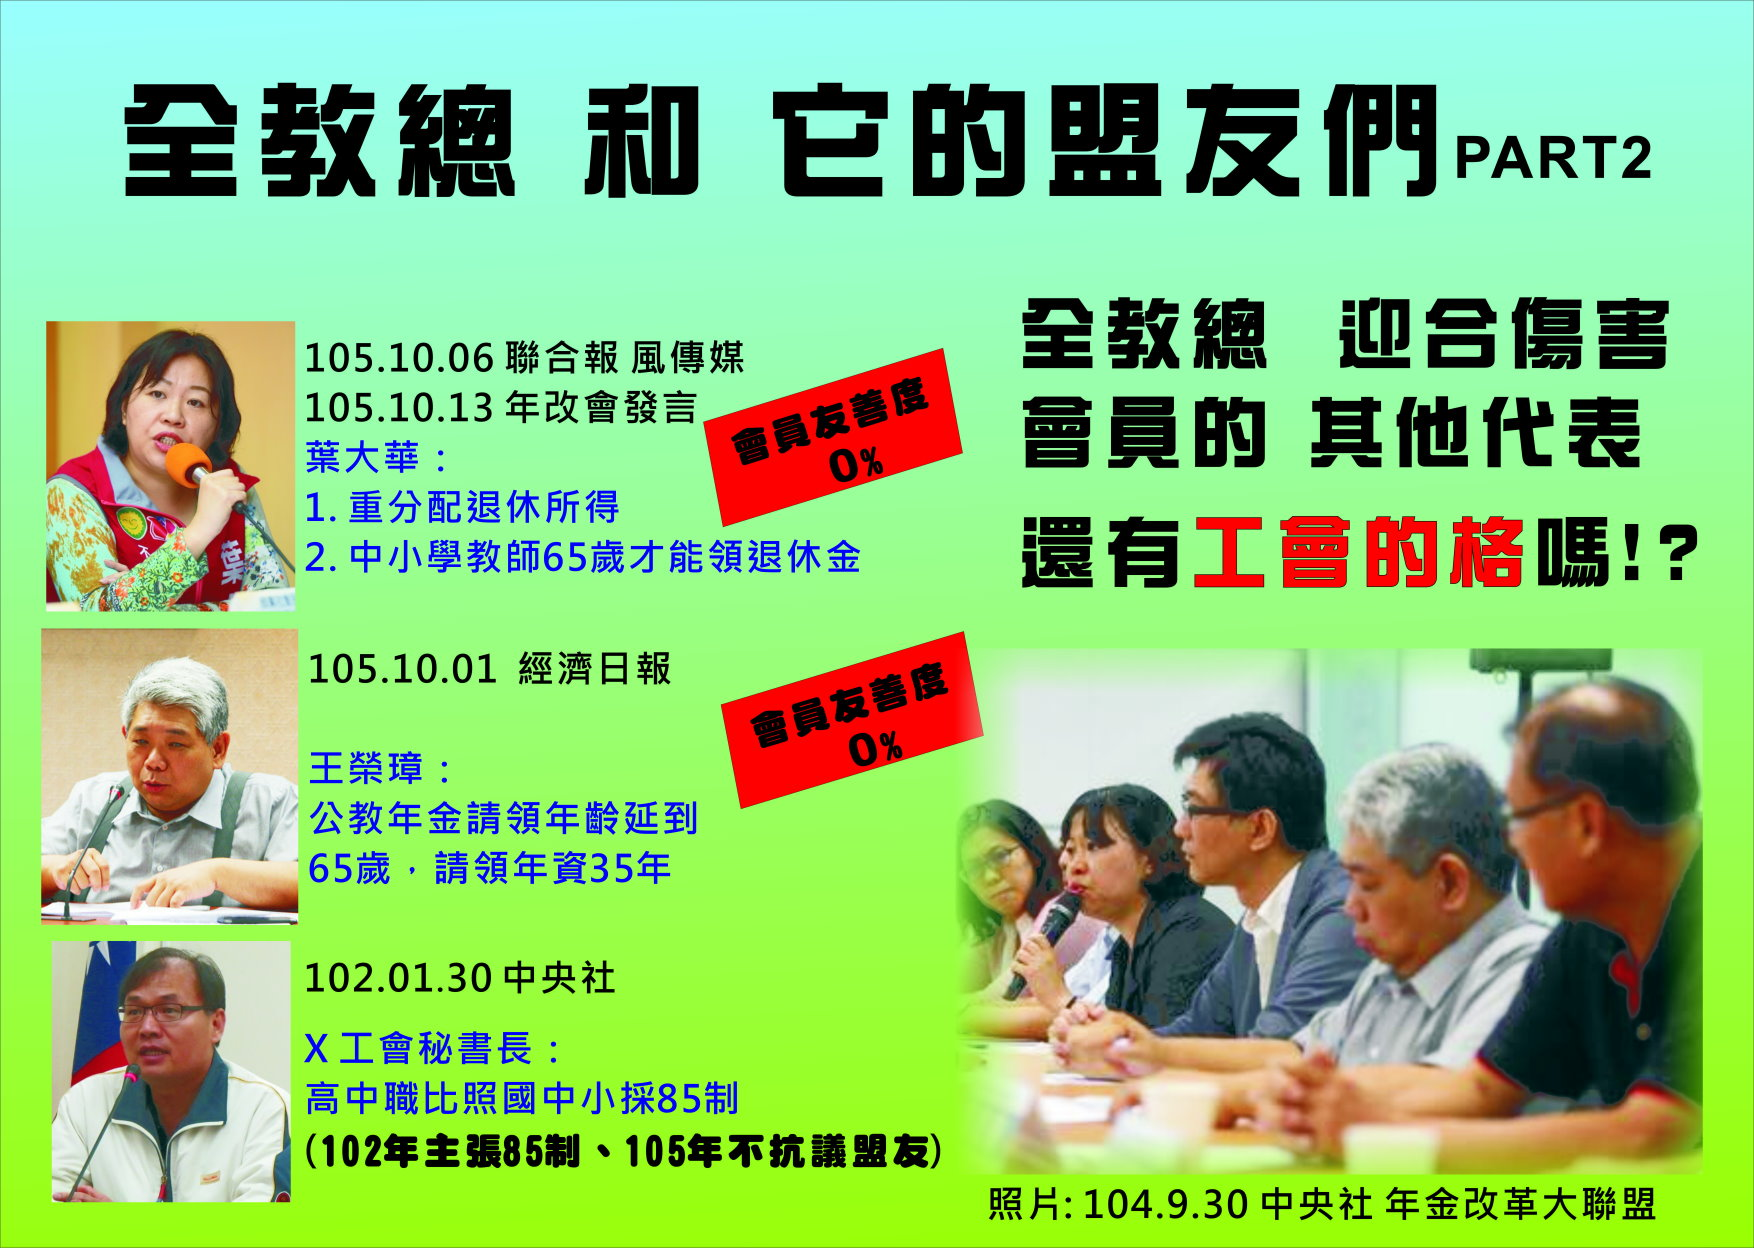 全教總 和 它的盟友們PART2
105.10.06 聯合報 風傳媒
105.10.13 年改會發言
葉大華：
1. 重分配退休所得
2. 中小學教師65歲才能領退休金
會員友善度
0%
葉
105.10.01 經濟日報
王榮璋：
公教年金請領年齡延到
65歲，請領年資35年
會員友善度
0%
102.01.30 中央社
X 工會秘書長：
高中職比照國中小採85制
(102年主張85制、105年不抗議盟友)
全教總 迎合傷害
會員的 其他代表
還有工會的格嗎!?
照片: 104.9.30 中央社 年金改革大聯盟